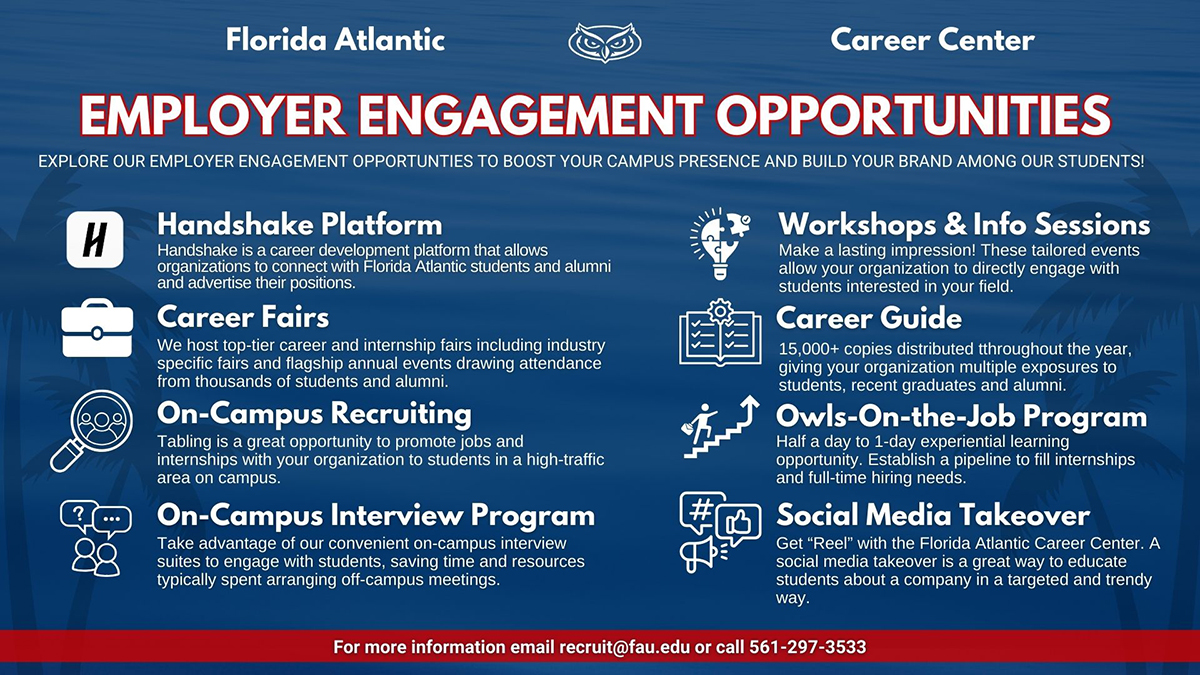 Florida Atlantic
Career Center
EMPLOYER ENGAGEMENT OPPORTUNITIES
EXPLORE OUR EMPLOYER ENGAGEMENT OPPORTUNTIES TO BOOST YOUR CAMPUS PRESENCE AND BUILD YOUR BRAND AMONG OUR STUDENTS!
H
Handshake Platform
Handshake is a career development platform that allows
organizations to connect with Florida Atlantic students and alumni
and advertise their positions.
Career Fairs
We host top-tier career and internship fairs including industry
specific fairs and flagship annual events drawing attendance
from thousands of students and alumni.
On-Campus Recruiting
Tabling is a great opportunity to promote jobs and
internships with your organization to students in a high-traffic
area on campus.
?
...
On-Campus Interview Program
Take advantage of our convenient on-campus interview
suites to engage with students, saving time and resources
typically spent arranging off-campus meetings.
Workshops & Info Sessions
Make a lasting impression! These tailored events
allow your organization to directly engage with
students interested in your field.
Career Guide
15,000+ copies distributed tthroughout the year,
giving your organization multiple exposures to
students, recent graduates and alumni.
Owls-On-the-Job Program
Half a day to 1-day experiential learning
opportunity. Establish a pipeline to fill internships
and full-time hiring needs.
#
Social Media Takeover
Get “Reel” with the Florida Atlantic Career Center. A
social media takeover is a great way to educate
students about a company in a targeted and trendy
way.
For more information email recruit@fau.edu or call 561-297-3533